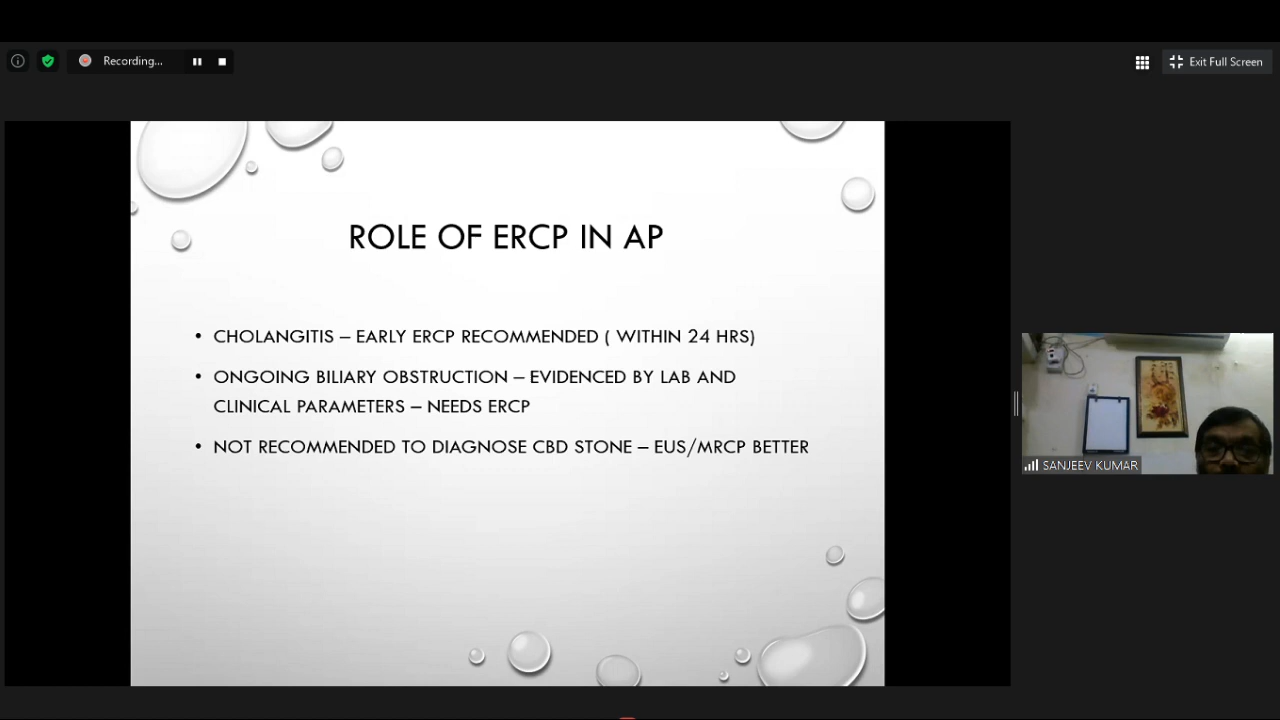 Recording...
Exit Full Screen
ROLE OF ERCP IN AP
• CHOLANGITIS – EARLY ERCP RECOMMENDED ( WITHIN 24 HRS)
• ONGOING BILIARY OBSTRUCTION – EVIDENCED BY LAB AND
CLINICAL PARAMETERS – NEEDS ERCP
• NOT RECOMMENDED TO DIAGNOSE CBD STONE – EUS/MRCP BETTER
SANJEEV KUMAR